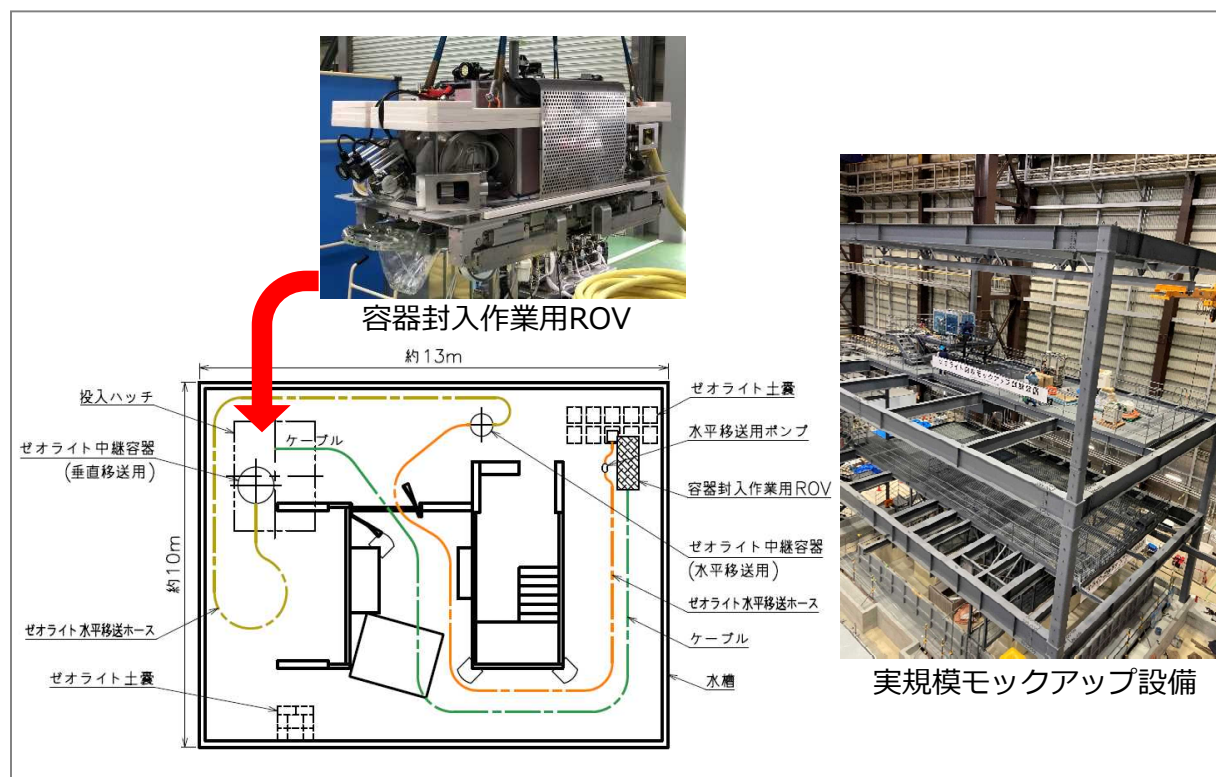 容器封入作業用ROV
約13m
投入ハッチ
ゼオライト中継容器
(垂直移送用)
ケーブル
約10m
ゼオライト水平移送ホース
ゼオライト土嚢
ゼオライト土嚢
水平移送用ポンプ
容器封入作業用ROV
ゼオライト中継容器
(水平移送用)
ゼオライト水平移送ホース
ケーブル
水槽
実規模モックアップ設備